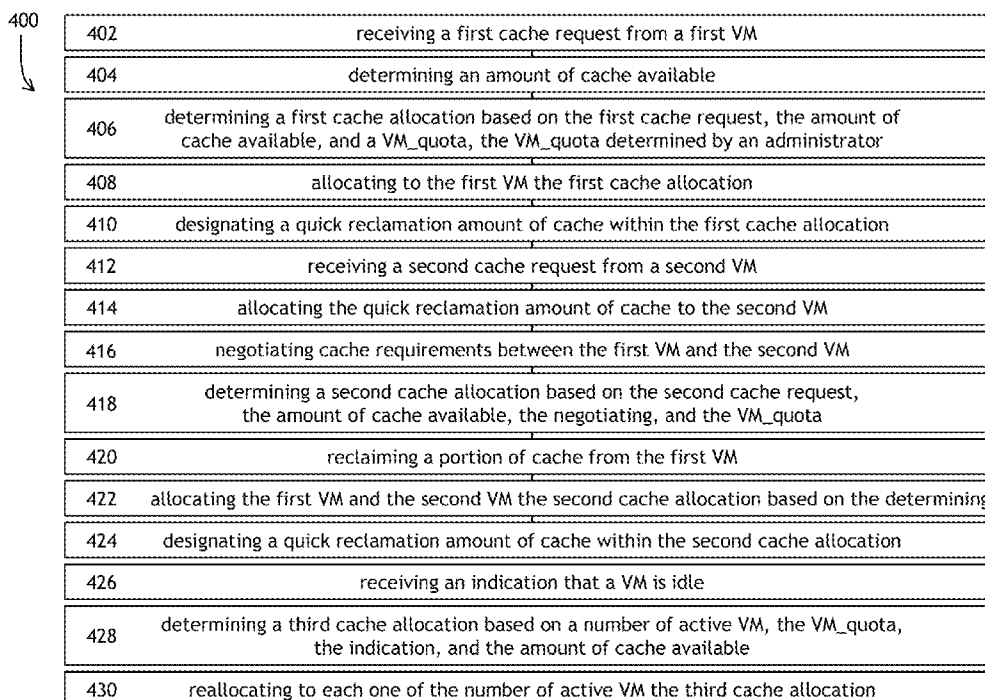 400
402 receiving a first cache request from a first VM
404 determining an amount of cache available
406 determining a first cache allocation based on the first cache request, the amount of
cache available, and a VM_quota, the VM_quota determined by an administrator
408 allocating to the first VM the first cache allocation
410 designating a quick reclamation amount of cache within the first cache allocation
412 receiving a second cache request from a second VM
414 allocating the quick reclamation amount of cache to the second VM
416 negotiating cache requirements between the first VM and the second VM
418 determining a second cache allocation based on the second cache request,
the amount of cache available, the negotiating, and the VM_quota
420 reclaiming a portion of cache from the first VM
422 allocating the first VM and the second VM the second cache allocation based on the determining
424 designating a quick reclamation amount of cache within the second cache allocation
426 receiving an indication that a VM is idle
428 determining a third cache allocation based on a number of active VM, the VM_quota,
the indication, and the amount of cache available
430 reallocating to each one of the number of active VM the third cache allocation